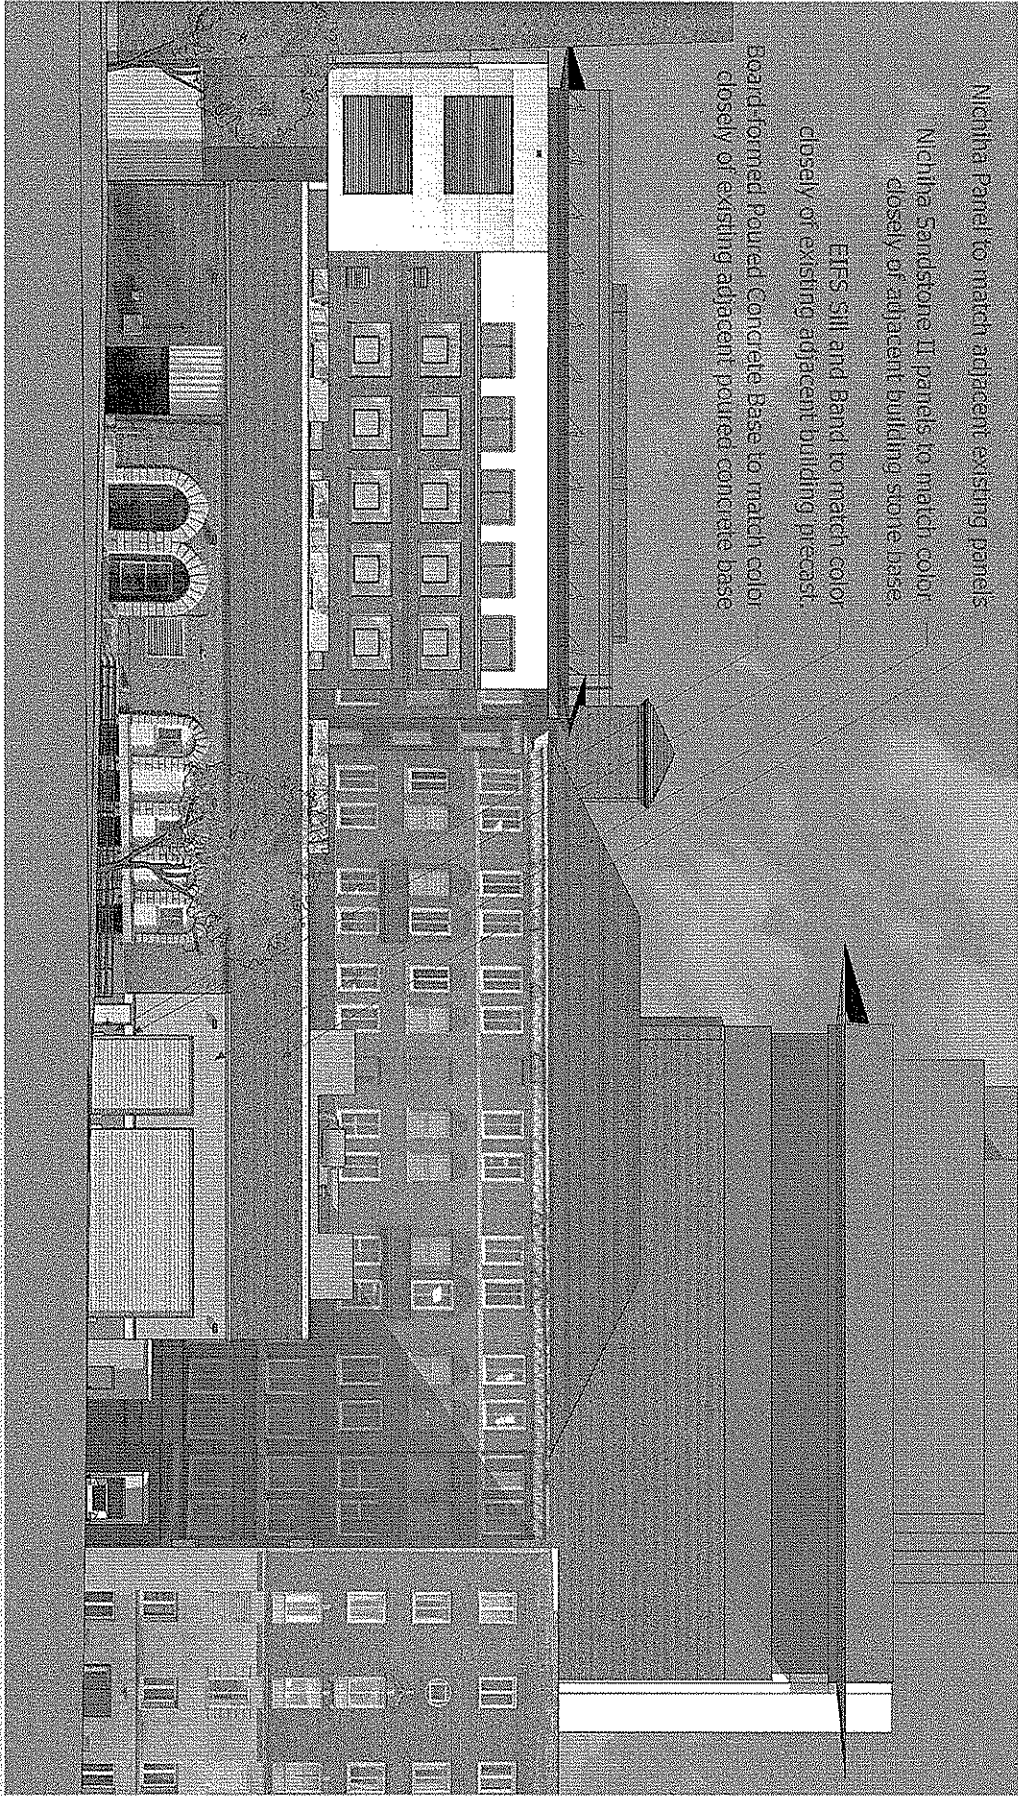 Nichiha Panel to match adjacent existing panels
Nichiha Sandstone II panels to match color
closely of adjacent building stone base.
EIFS Sill and Band to match color
closely of existing adjacent building precast.
Board-formed Poured Concrete Base to match color
closely of existing adjacent poured concrete base